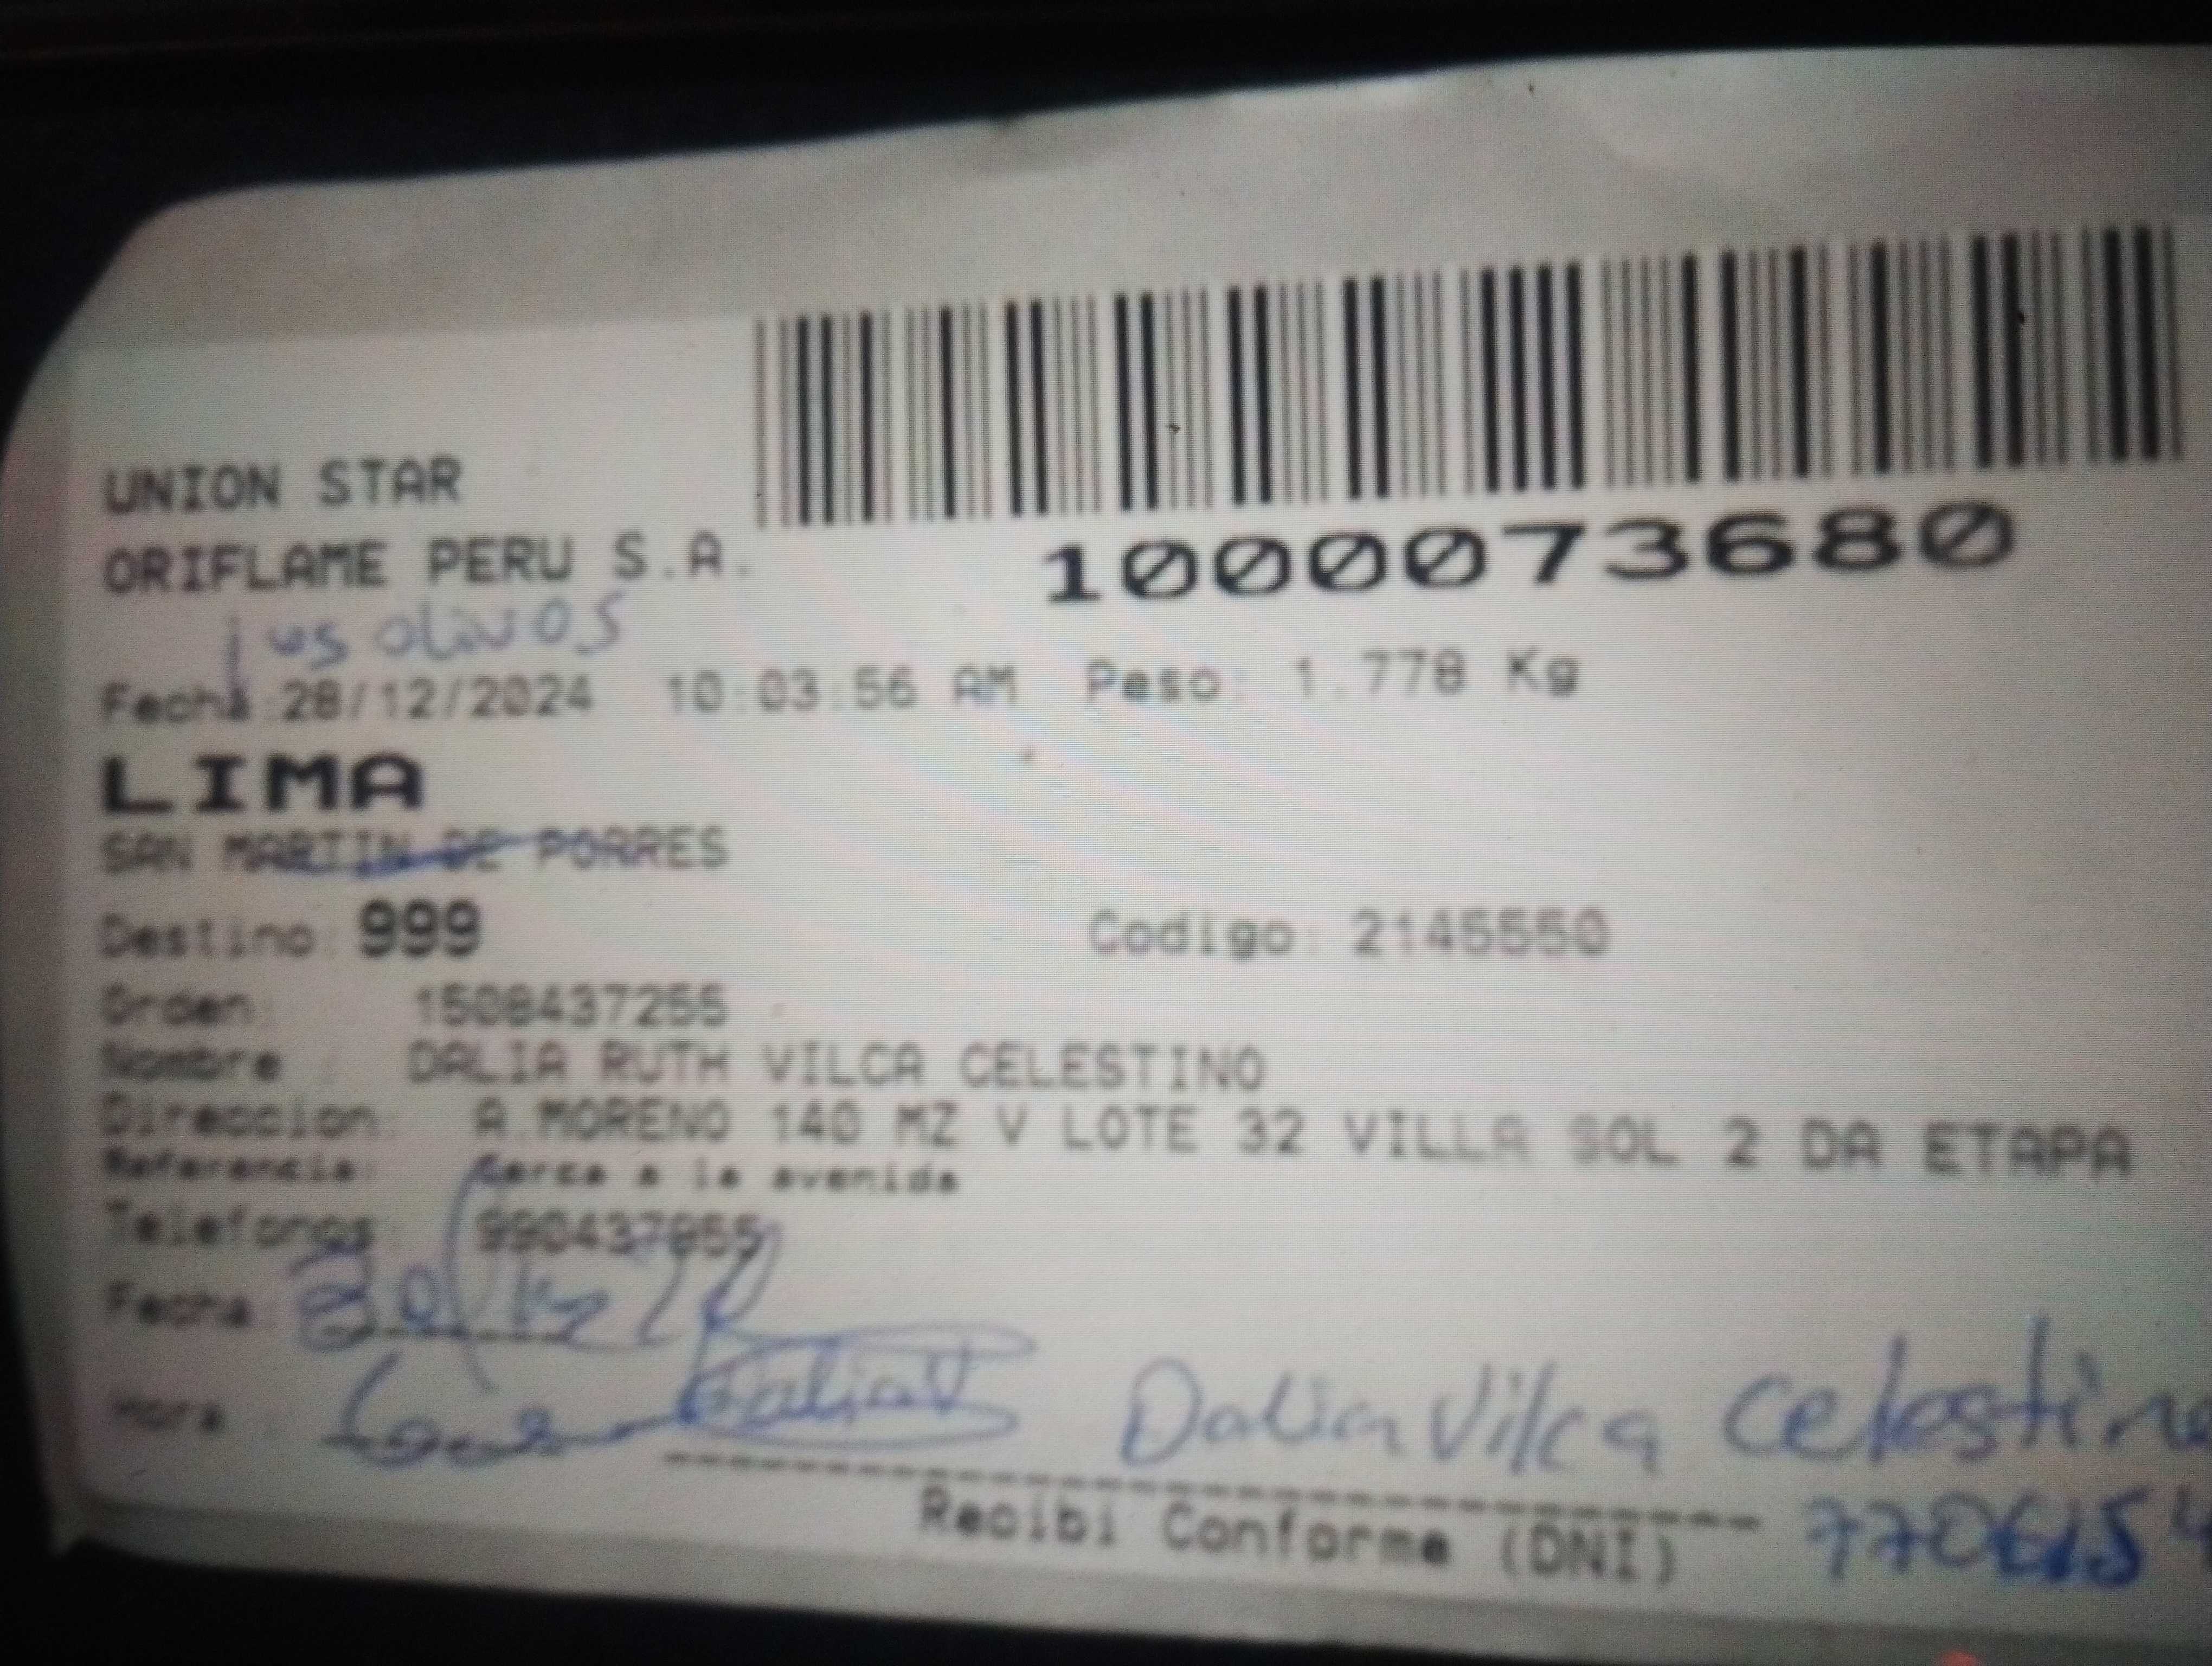 UNION STAR
ORIFLAME PERU S.A.
1000073680
los olivos
Fecha 28/12/2024 10:03:56 AM Peso: 1.778 Kg
LIMA
SAN MARTIN DE PORRES
Destino: 999 Codigo: 2145550
Orden: 1508437255
Nombre : DALIA RUTH VILCA CELESTINO
Direccion: A.MORENO 140 MZ V LOTE 32 VILLA SOL 2 DA ETAPA
Referencia: Cerca a la avenida
Telefonos: 990437855
Fecha:
Hora : Dalia Vilca Celestino
Recibi Conforme (DNI) 7706154